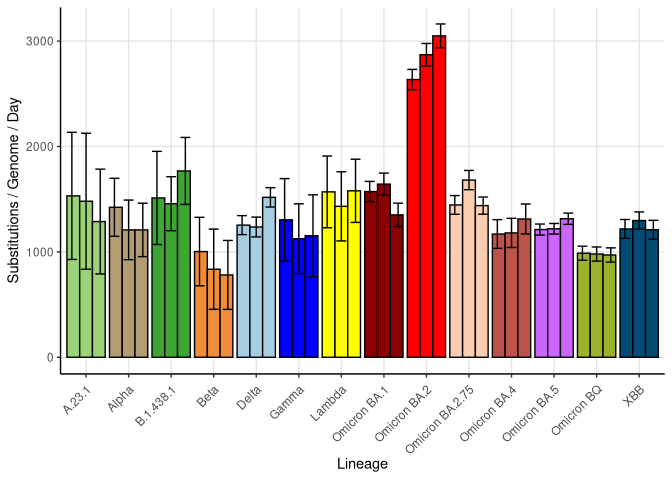 Substitutions / Genome / Day
3000
2000
1000
0
A.23.1
Alpha
B.1.438.1
Beta
Delta
Gamma
Lambda
Omicron BA.1
Omicron BA.2
Omicron BA.2.75
Omicron BA.4
Omicron BA.5
Omicron BQ
XBB
Lineage